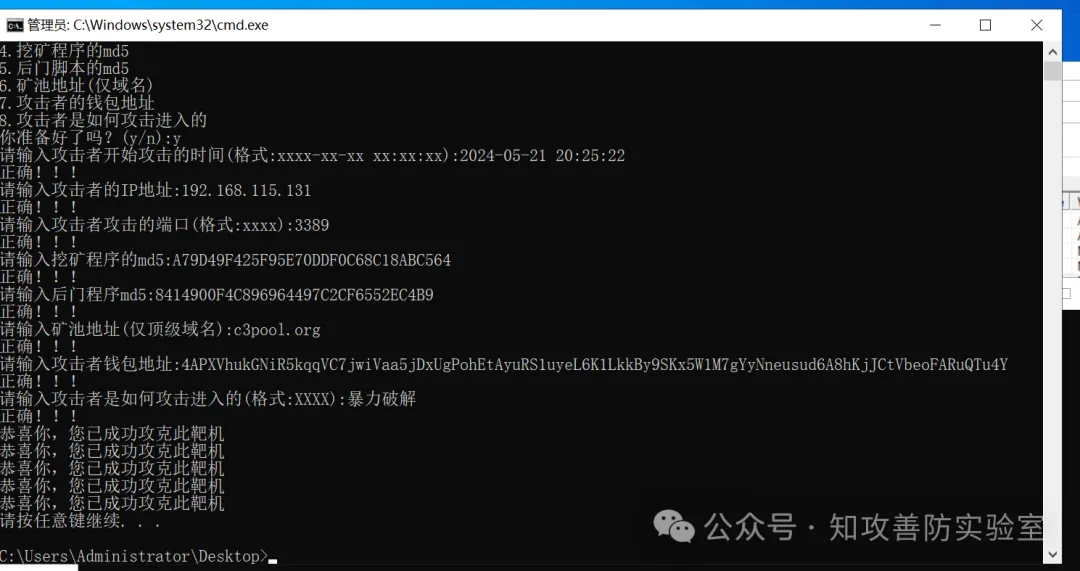 管理员: C:\Windows\system32\cmd.exe
4.挖矿程序的md5
5.后门脚本的md5
6.矿池地址(仅域名)
7.攻击者的钱包地址
8.攻击者是如何攻击进入的
你准备好了吗? (y/n):y
请输入攻击者开始攻击的时间(格式:xxxx-xx-xx xx:xx:xx):2024-05-21 20:25:22
正确!!!
请输入攻击者的IP地址:192.168.115.131
正确!!!
请输入攻击者攻击的端口(格式:xxxx):3389
正确!!!
请输入挖矿程序的md5:A79D49F425F95E70DDF0C68C18ABC564
正确!!!
请输入后门程序md5:8414900F4C896964497C2CF6552EC4B9
正确!!!
请输入矿池地址(仅顶级域名):c3pool.org
正确!!!
请输入攻击者钱包地址:4APXVhukGNiR5kqqVC7jwiVaa5jDxUgPohEtAyuRS1uyeL6K1LkkBy9SKx5W1M7gYyNneusud6A8hKjJCtVbeoFARuQTu4Y
正确!!!
请输入攻击者是如何攻击进入的(格式:XXXX):暴力破解
正确!!!
恭喜你, 您已成功攻克此靶机
恭喜你, 您已成功攻克此靶机
恭喜你, 您已成功攻克此靶机
恭喜你, 您已成功攻克此靶机
恭喜你, 您已成功攻克此靶机
请按任意键继续. . .
公众号 · 知攻善防实验室
C:\Users\Administrator\Desktop>